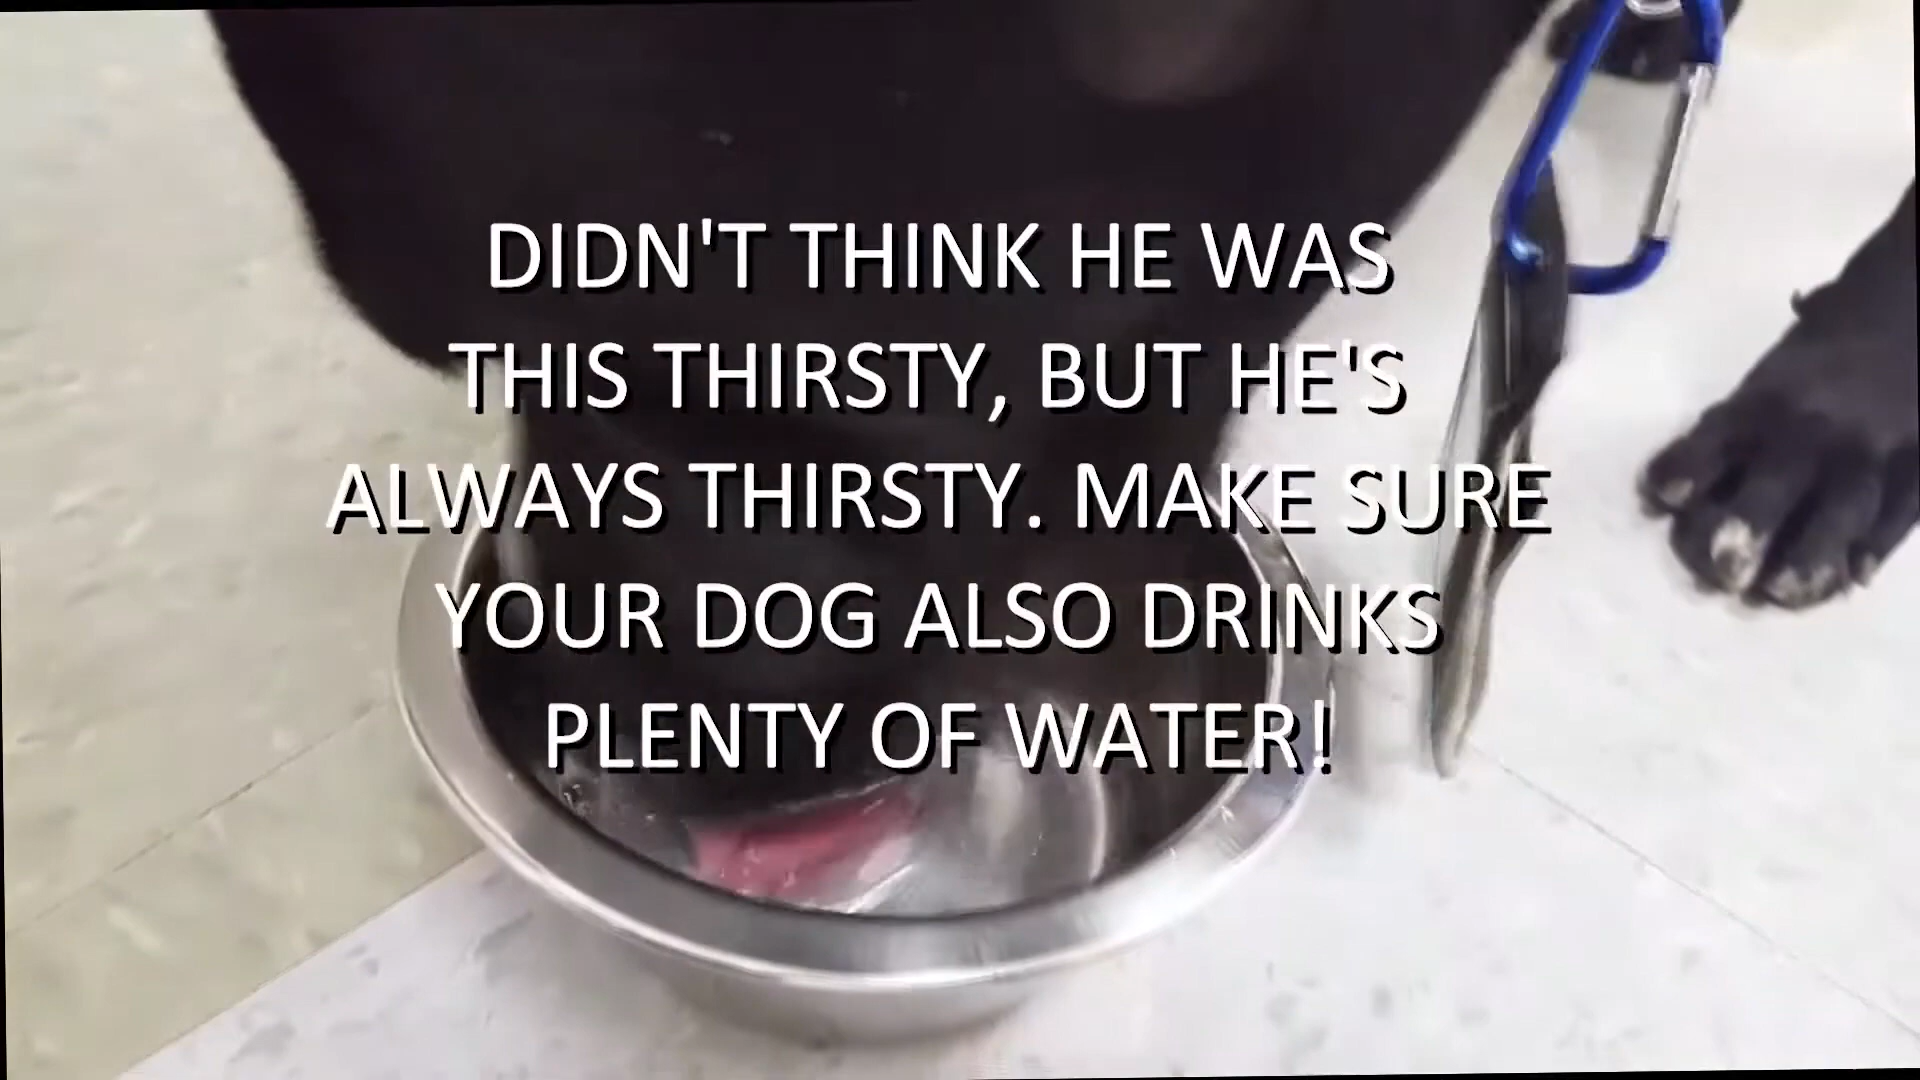 DIDN'T THINK HE WAS
THIS THIRSTY, BUT HE'S
ALWAYS THIRSTY. MAKE SURE
YOUR DOG ALSO DRINKS
PLENTY OF WATER!